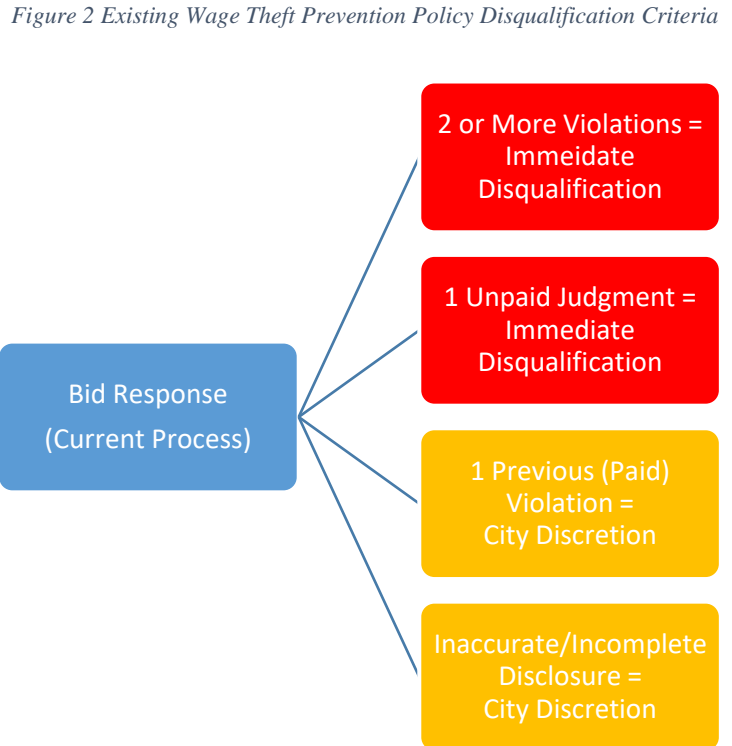 Figure 2 Existing Wage Theft Prevention Policy Disqualification Criteria
Bid Response
(Current Process)
2 or More Violations =
Immeidate
Disqualification
1 Unpaid Judgment =
Immediate
Disqualification
1 Previous (Paid)
Violation =
City Discretion
Inaccurate/Incomplete
Disclosure =
City Discretion